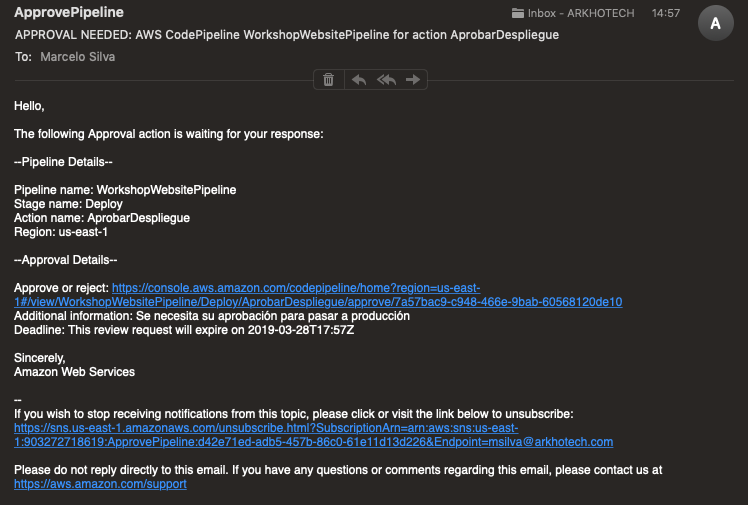 ApprovePipeline
Inbox - ARKHOTECH 14:57
A
APPROVAL NEEDED: AWS CodePipeline WorkshopWebsitePipeline for action AprobarDespliegue
To: Marcelo Silva
Hello,
The following Approval action is waiting for your response:
--Pipeline Details--
Pipeline name: WorkshopWebsitePipeline
Stage name: Deploy
Action name: AprobarDespliegue
Region: us-east-1
--Approval Details--
Approve or reject: https://console.aws.amazon.com/codepipeline/home?region=us-east-
1#/view/WorkshopWebsitePipeline/Deploy/AprobarDespliegue/approve/7a57bac9-c948-466e-9bab-60568120de10
Additional information: Se necesita su aprobación para pasar a producción
Deadline: This review request will expire on 2019-03-28T17:57Z
Sincerely,
Amazon Web Services
--
If you wish to stop receiving notifications from this topic, please click or visit the link below to unsubscribe:
https://sns.us-east-1.amazonaws.com/unsubscribe.html?SubscriptionArn=arn:aws:sns:us-east-
1:903272718619:ApprovePipeline:d42e71ed-adb5-457b-86c0-61e11d13d226&Endpoint=msilva@arkhotech.com
Please do not reply directly to this email. If you have any questions or comments regarding this email, please contact us at
https://aws.amazon.com/support